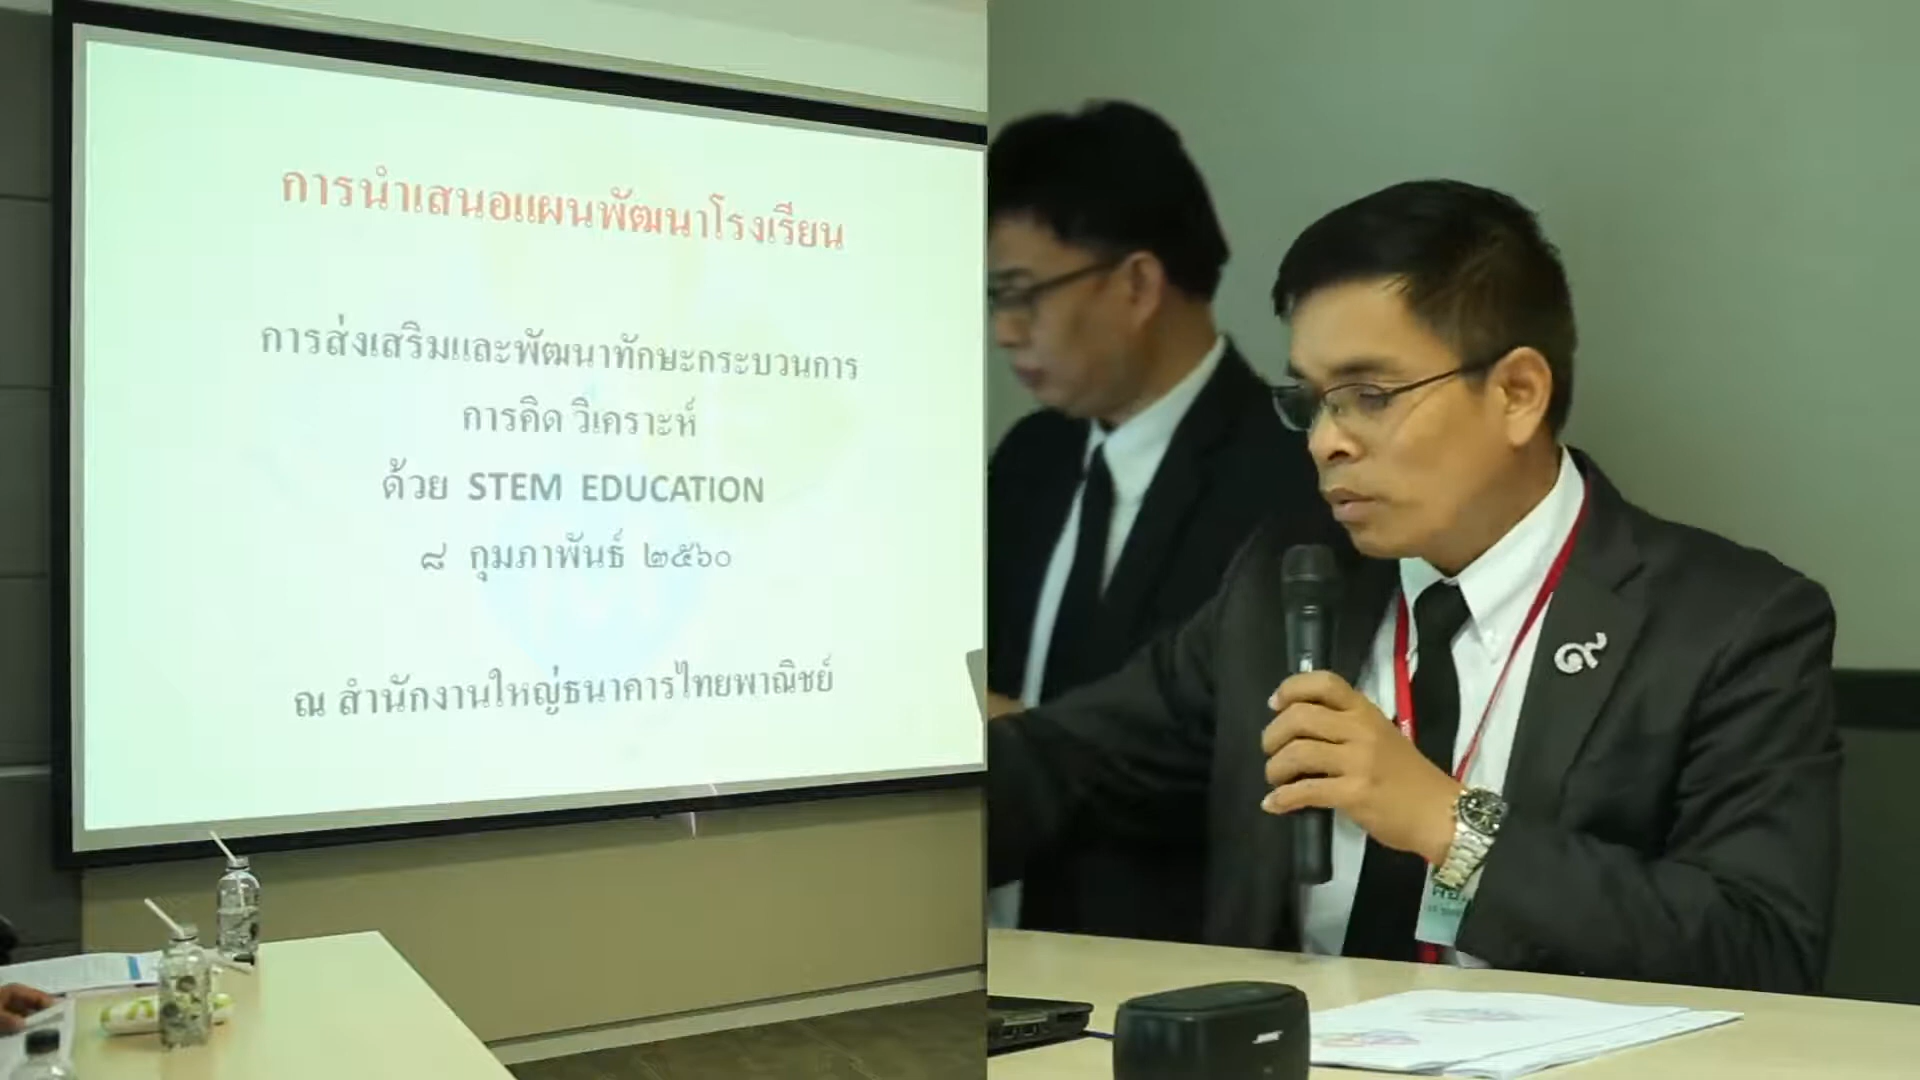 การนำเสนอแผนพัฒนาโรงเรียน
การส่งเสริมและพัฒนาทักษะกระบวนการ
การคิด วิเคราะห์
ด้วย STEM EDUCATION
๘ กุมภาพันธ์ ๒๕๖๐
ณ สำนักงานใหญ่ธนาคารไทยพาณิชย์
๙
BOSE